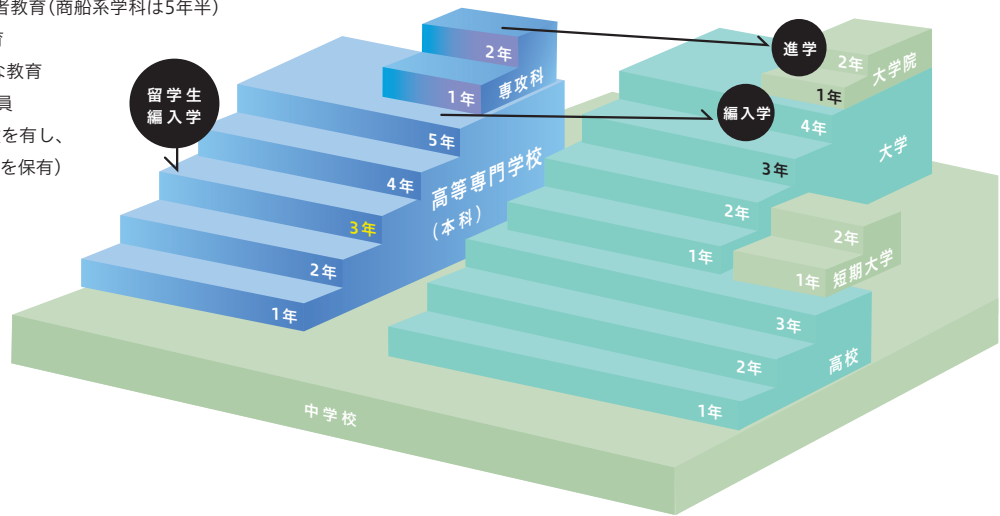 者教育(商船系学科は5年半)
育
な教育
員
を有し、
を保有)
留学生
編入学
進学
編入学
2年
1年
専攻科
5年
4年
3年
2年
1年
高等専門学校
(本科)
2年
1年
大学院
4年
3年
2年
1年
大学
2年
1年
短期大学
3年
2年
1年
高校
中学校